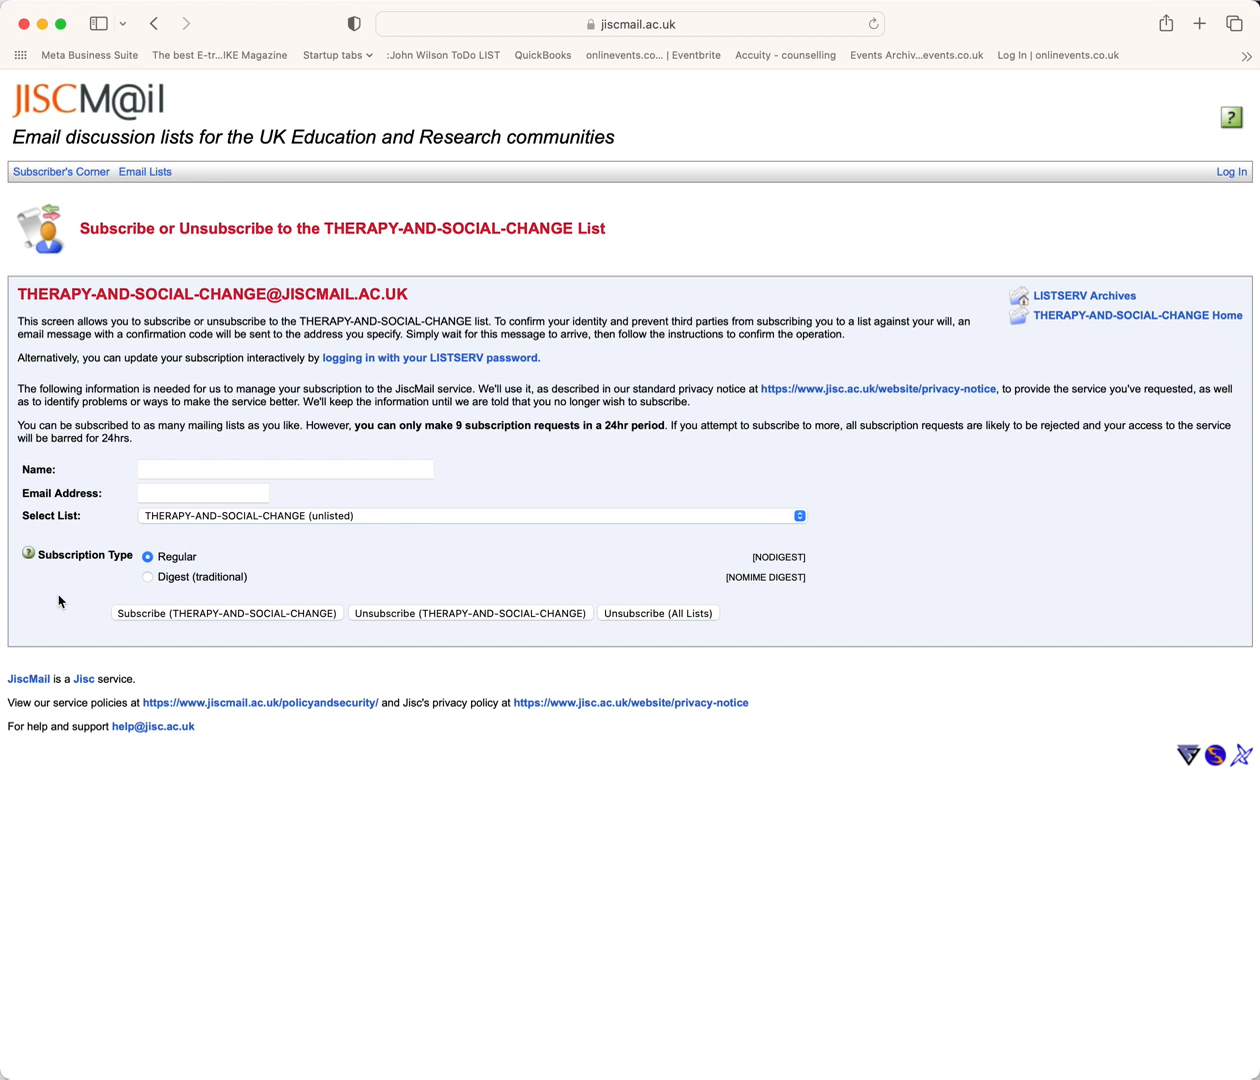 jiscmail.ac.uk
Meta Business Suite The best E-tr...IKE Magazine Startup tabs :John Wilson ToDo LIST QuickBooks onlinevents.co... | Eventbrite Accuity - counselling Events Archiv...events.co.uk Log In | onlinevents.co.uk
JISCM@il
Email discussion lists for the UK Education and Research communities
?
Subscriber's Corner Email Lists Log In
Subscribe or Unsubscribe to the THERAPY-AND-SOCIAL-CHANGE List
THERAPY-AND-SOCIAL-CHANGE@JISCMAIL.AC.UK
LISTSERV Archives
THERAPY-AND-SOCIAL-CHANGE Home
This screen allows you to subscribe or unsubscribe to the THERAPY-AND-SOCIAL-CHANGE list. To confirm your identity and prevent third parties from subscribing you to a list against your will, an
email message with a confirmation code will be sent to the address you specify. Simply wait for this message to arrive, then follow the instructions to confirm the operation.
Alternatively, you can update your subscription interactively by logging in with your LISTSERV password.
The following information is needed for us to manage your subscription to the JiscMail service. We'll use it, as described in our standard privacy notice at https://www.jisc.ac.uk/website/privacy-notice, to provide the service you've requested, as well
as to identify problems or ways to make the service better. We'll keep the information until we are told that you no longer wish to subscribe.
You can be subscribed to as many mailing lists as you like. However, you can only make 9 subscription requests in a 24hr period. If you attempt to subscribe to more, all subscription requests are likely to be rejected and your access to the service
will be barred for 24hrs.
Name:
Email Address:
Select List: THERAPY-AND-SOCIAL-CHANGE (unlisted)
? Subscription Type Regular [NODIGEST]
Digest (traditional) [NOMIME DIGEST]
Subscribe (THERAPY-AND-SOCIAL-CHANGE) Unsubscribe (THERAPY-AND-SOCIAL-CHANGE) Unsubscribe (All Lists)
JiscMail is a Jisc service.
View our service policies at https://www.jiscmail.ac.uk/policyandsecurity/ and Jisc's privacy policy at https://www.jisc.ac.uk/website/privacy-notice
For help and support help@jisc.ac.uk